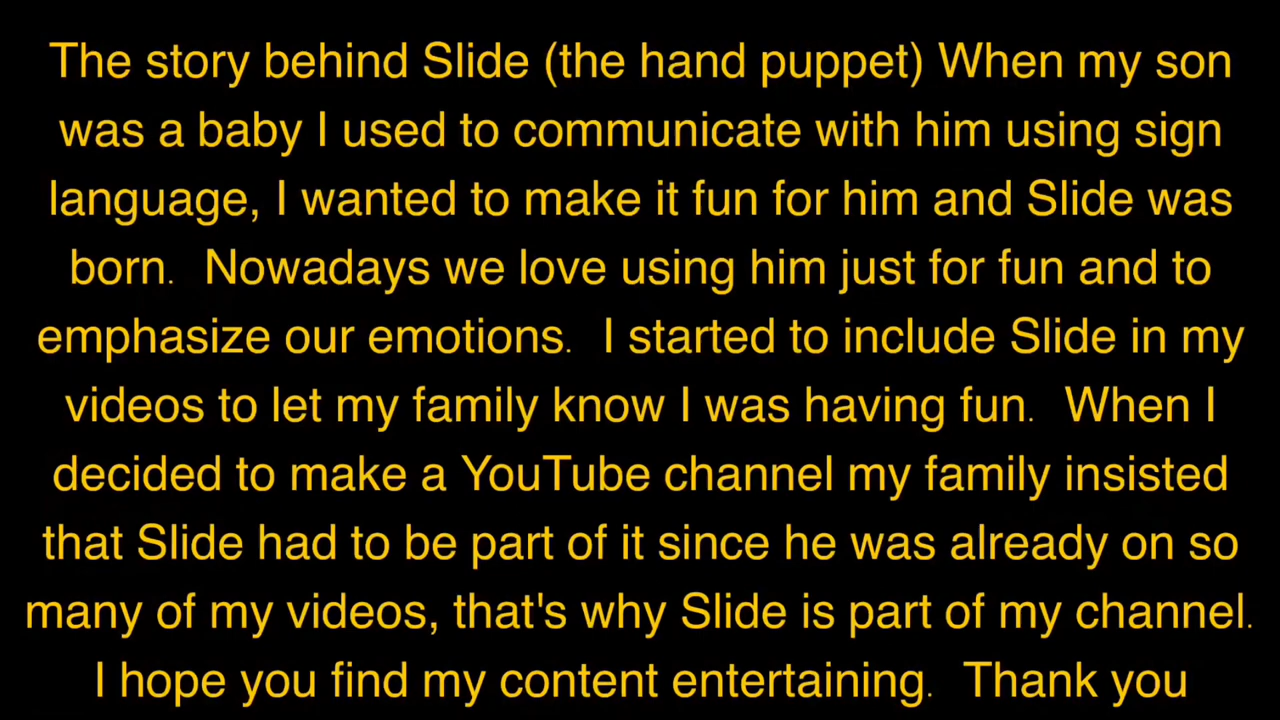 The story behind Slide (the hand puppet) When my son
was a baby I used to communicate with him using sign
language, I wanted to make it fun for him and Slide was
born.  Nowadays we love using him just for fun and to
emphasize our emotions.  I started to include Slide in my
videos to let my family know I was having fun.  When I
decided to make a YouTube channel my family insisted
that Slide had to be part of it since he was already on so
many of my videos, that's why Slide is part of my channel.
I hope you find my content entertaining.  Thank you